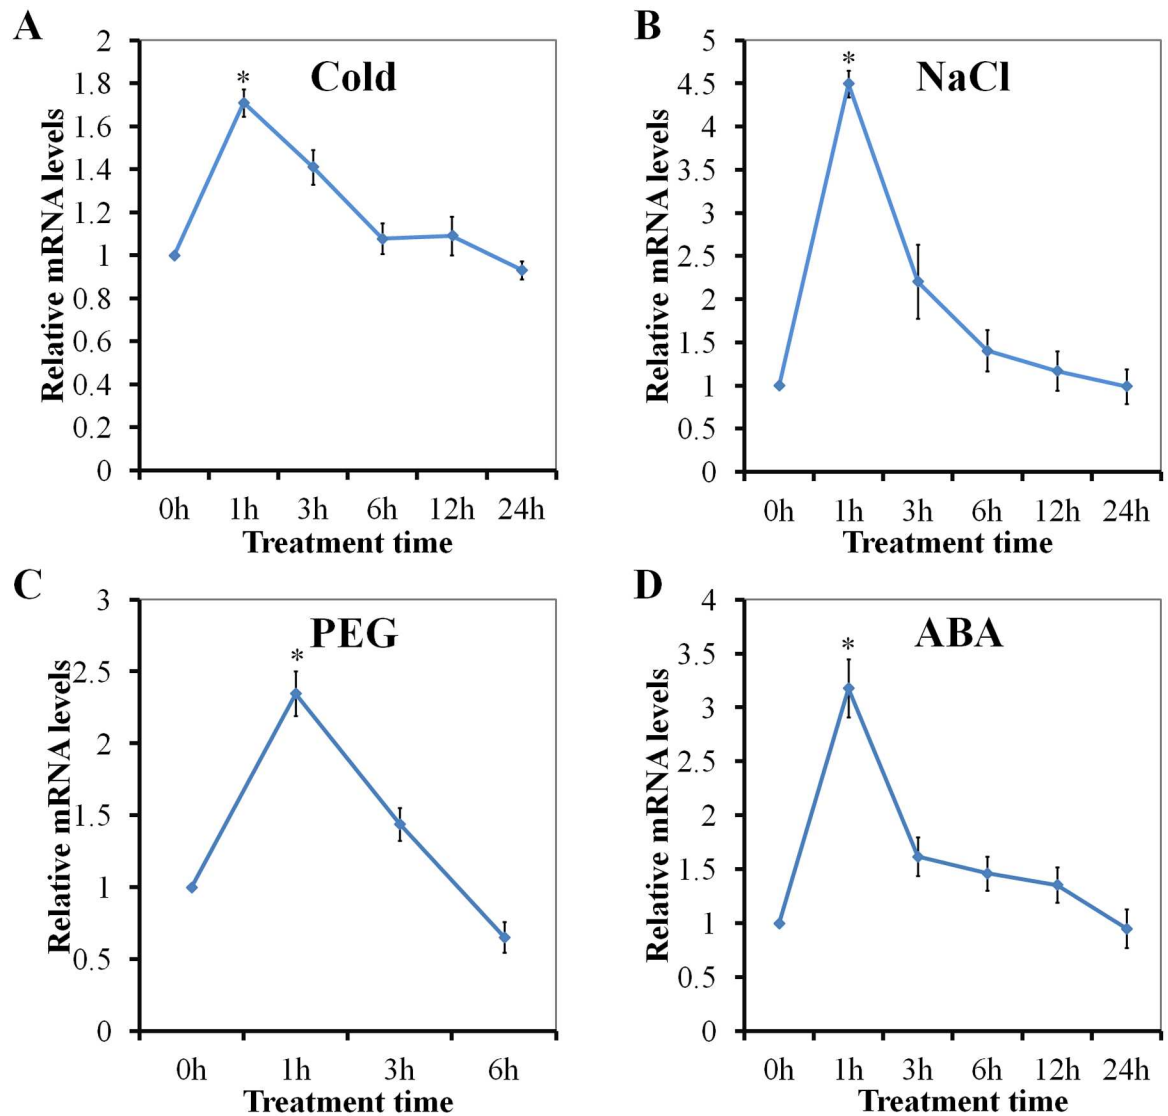 A
Cold
*
Relative mRNA levels
2
1.8
1.6
1.4
1.2
1
0.8
0.6
0.4
0.2
0
0h 1h 3h 6h 12h 24h
Treatment time
B
NaCl
*
Relative mRNA levels
5
4.5
4
3.5
3
2.5
2
1.5
1
0.5
0
0h 1h 3h 6h 12h 24h
Treatment time
C
PEG
*
Relative mRNA levels
3
2.5
2
1.5
1
0.5
0
0h 1h 3h 6h
Treatment time
D
ABA
*
Relative mRNA levels
4
3.5
3
2.5
2
1.5
1
0.5
0
0h 1h 3h 6h 12h 24h
Treatment time